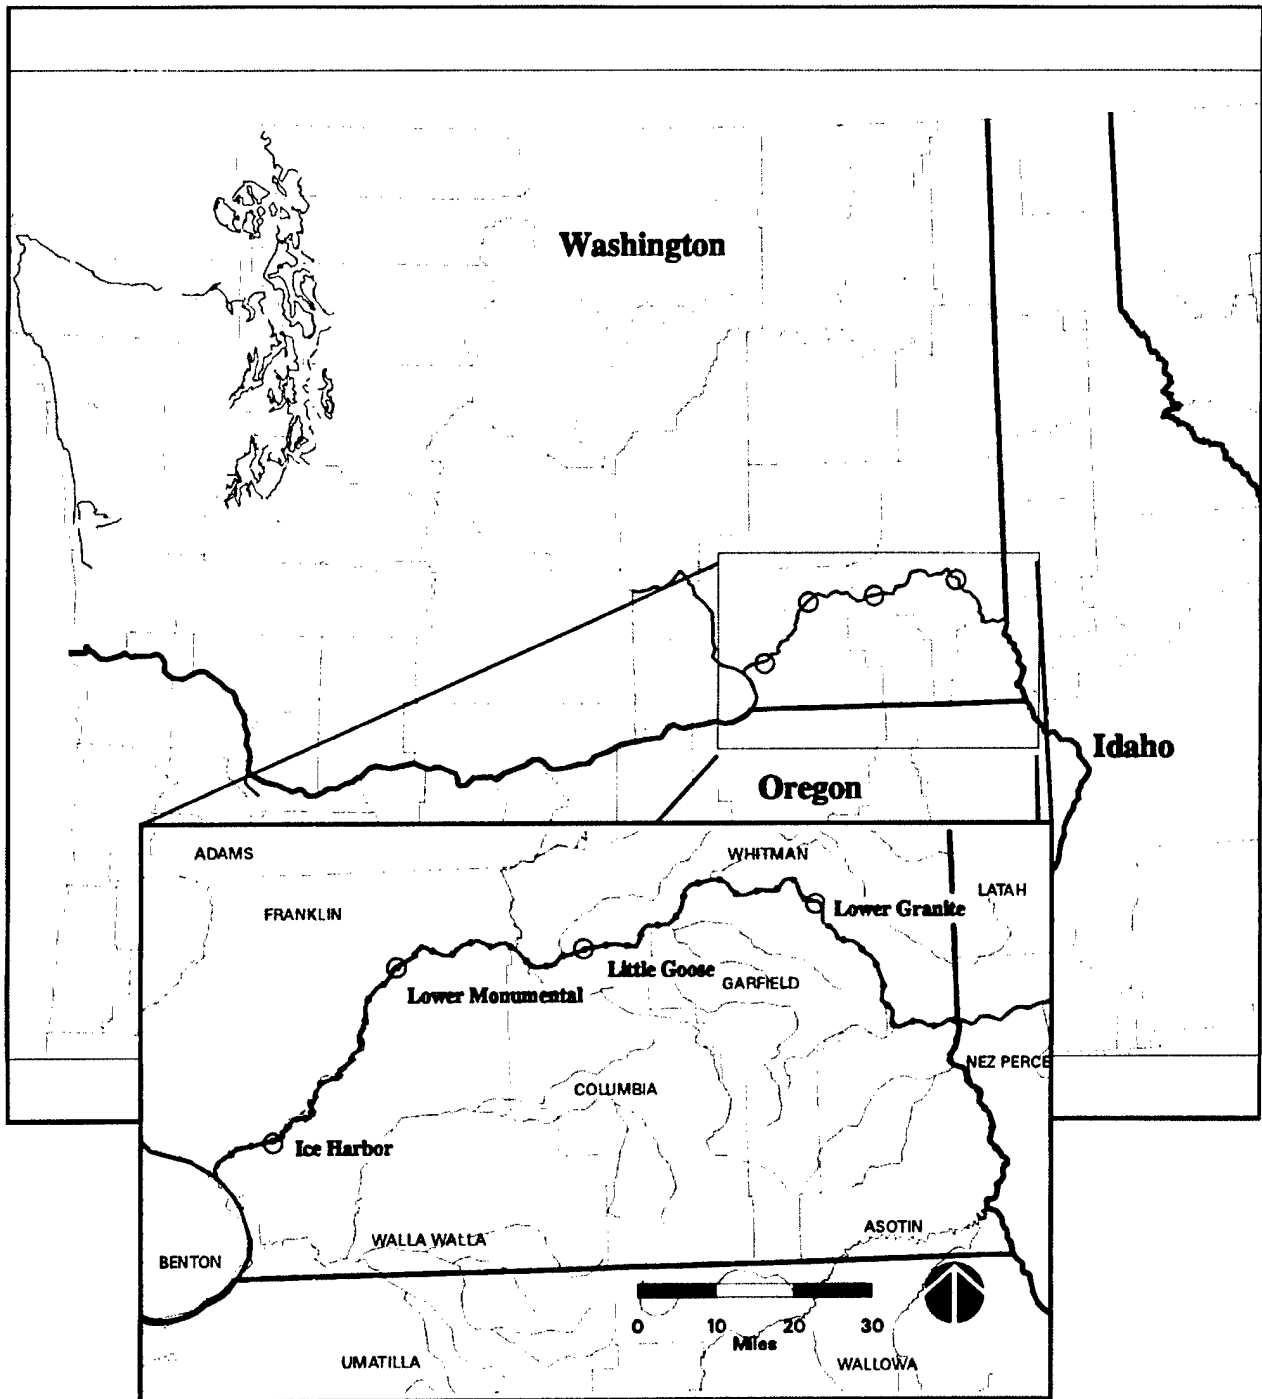 Washington
Idaho
Oregon
ADAMS
WHITMAN
LATAH
FRANKLIN
Lower Granite
Little Goose
GARFIELD
Lower Monumental
NEZ PERCE
COLUMBIA
Ice Harbor
ASOTIN
WALLA WALLA
BENTON
0 10 20 30
Miles
UMATILLA
WALLOWA